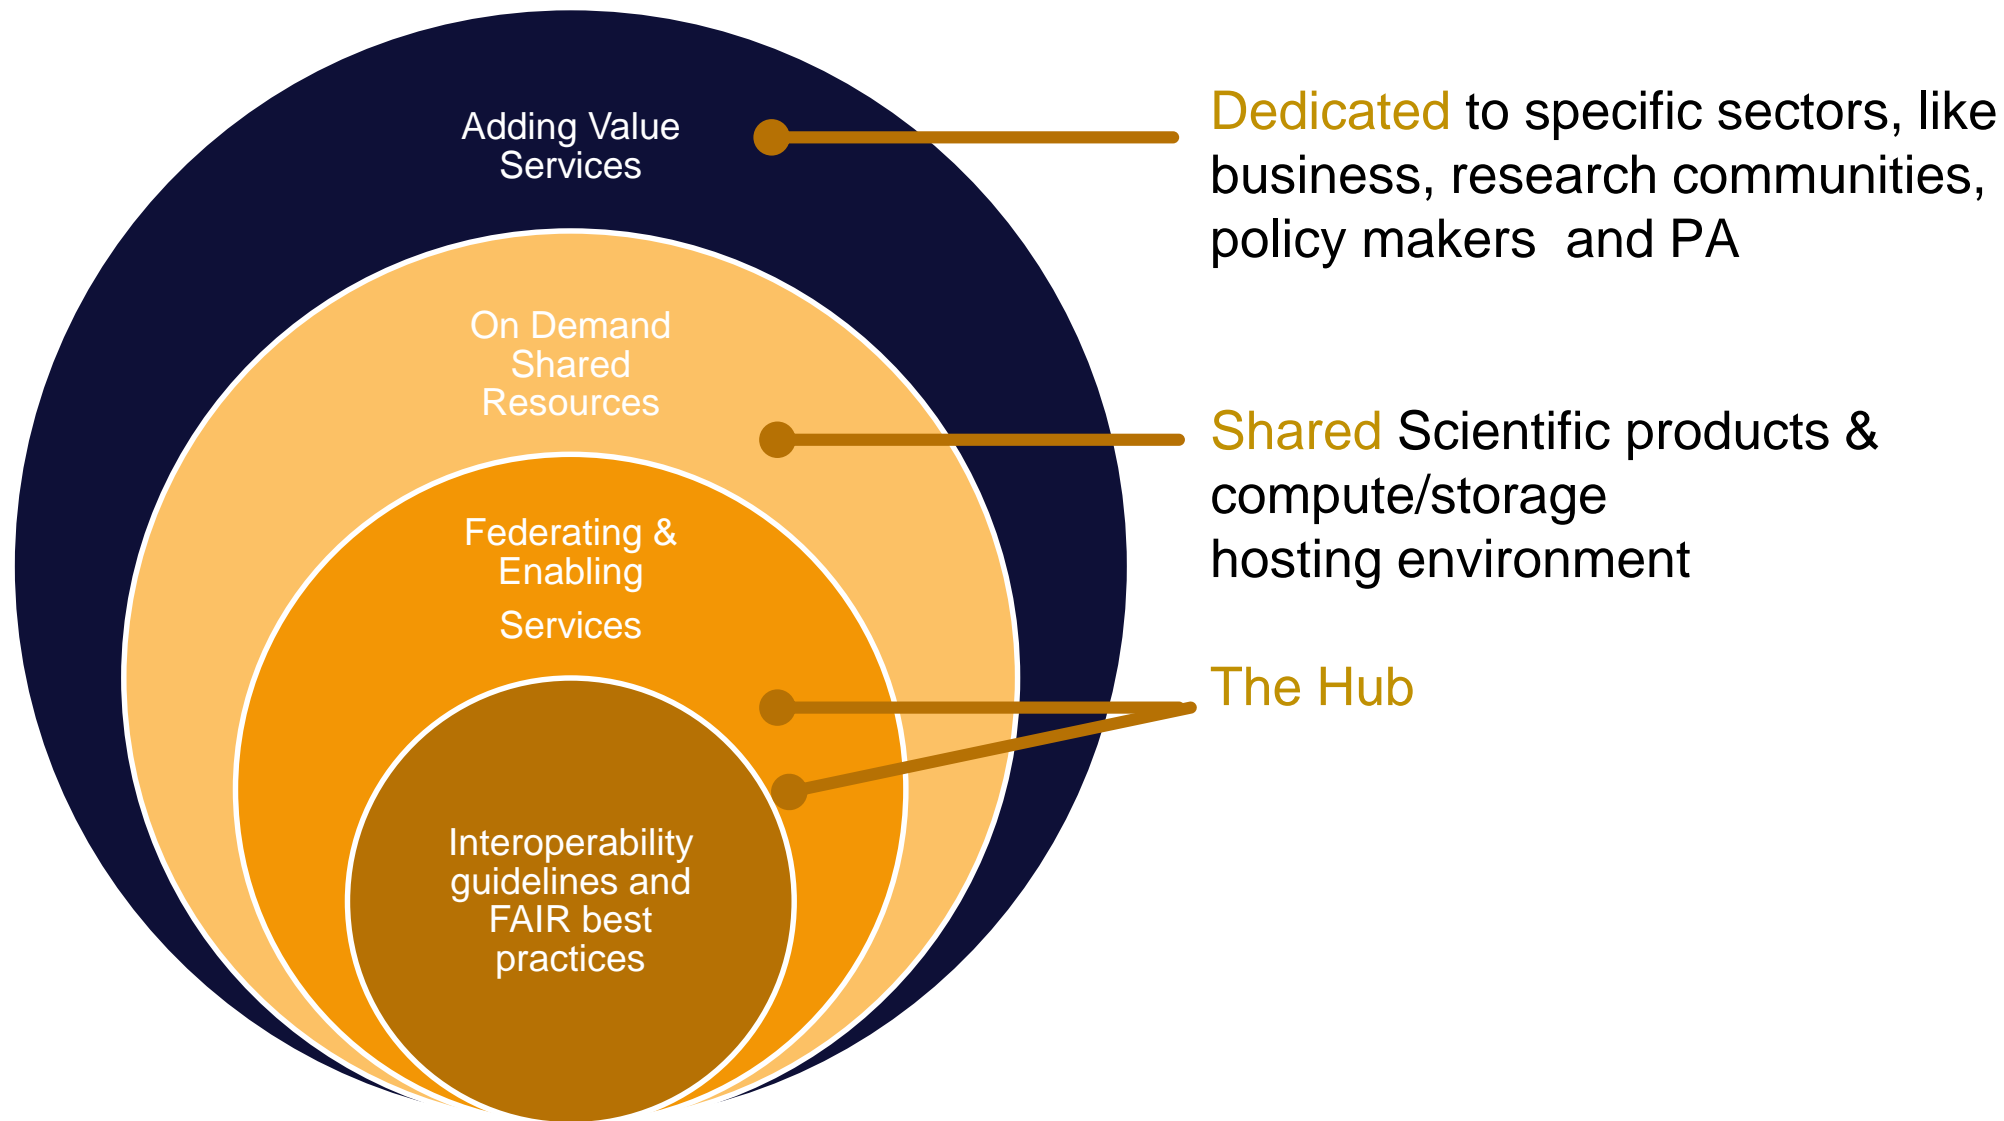 Adding Value
Services
Dedicated to specific sectors, like
business, research communities,
policy makers  and PA
On Demand
Shared
Resources
Shared Scientific products &
compute/storage
hosting environment
Federating &
Enabling
Services
The Hub
Interoperability
guidelines and
FAIR best
practices